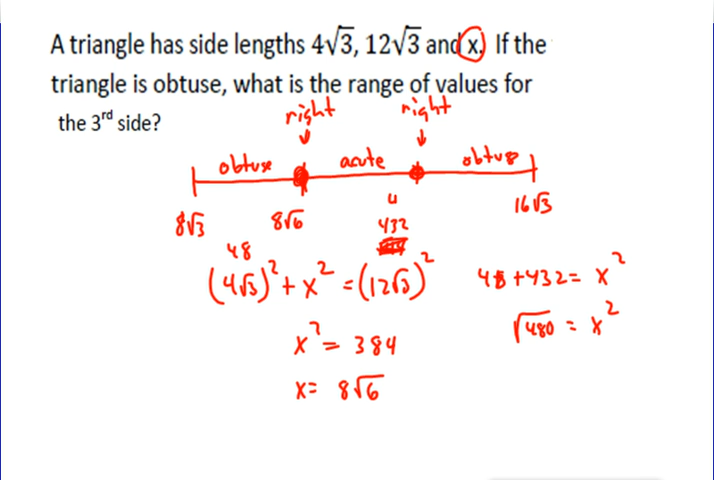 A triangle has side lengths 4√3, 12√3 and x. If the
triangle is obtuse, what is the range of values for
the 3rd side?
right right
obtuse acute obtuse
8√3 8√6 432 16√3
48
(4√3)² + x² = (12√3)² 48 + 432 = x²
x² = 384 √480 = x²
x = 8√6